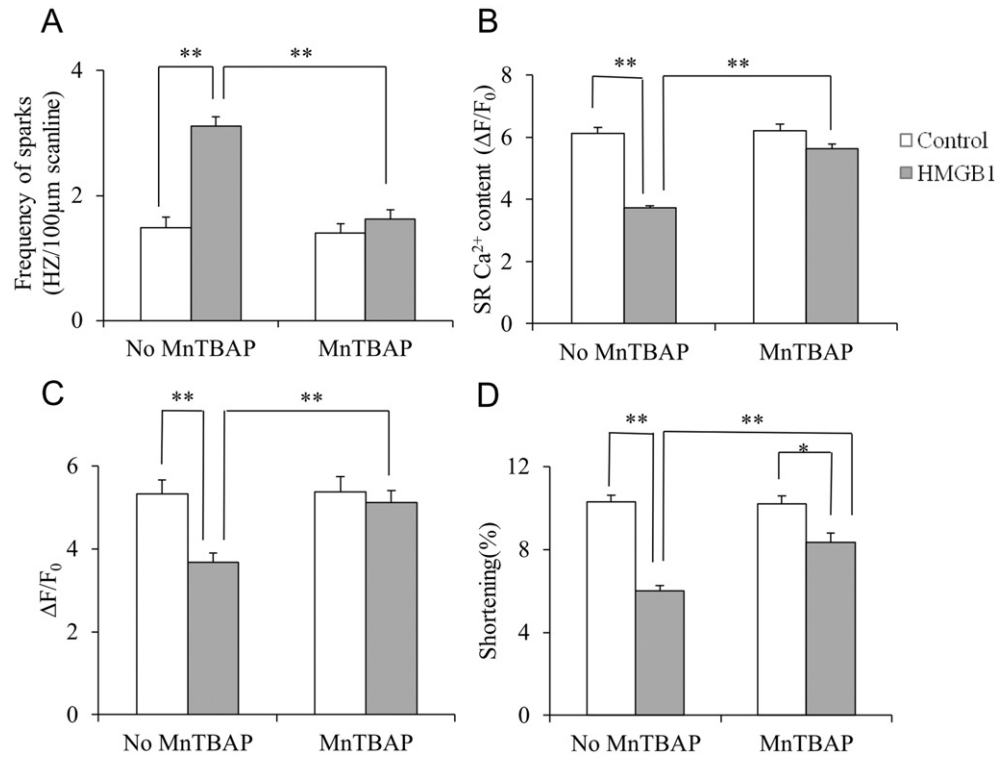 A
** **
4
2
0
Frequency of sparks
(HZ/100μm scanline)
No MnTBAP MnTBAP
B
** **
8
6
4
2
0
SR Ca²⁺ content (ΔF/F₀)
No MnTBAP MnTBAP
Control
HMGB1
C
** **
6
4
2
0
ΔF/F₀
No MnTBAP MnTBAP
D
** **
*
12
8
4
0
Shortening(%)
No MnTBAP MnTBAP